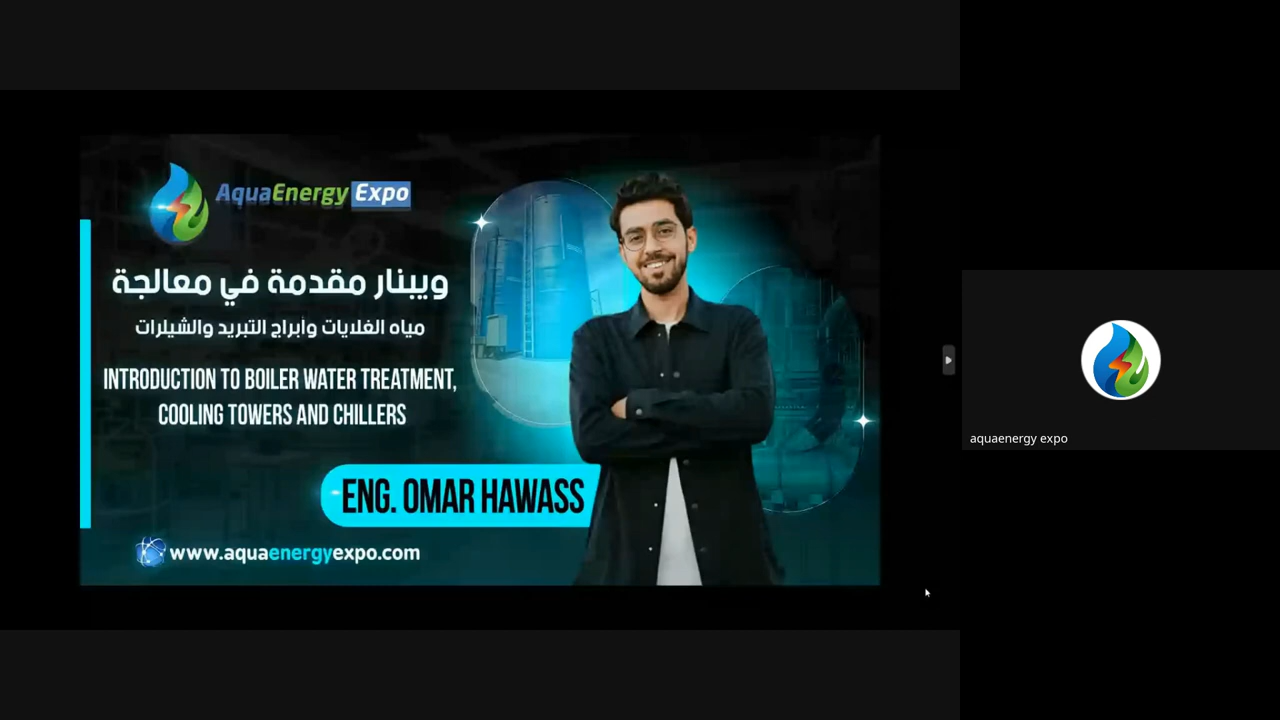 AquaEnergy Expo
ويبنار مقدمة في معالجة
مياه الغلايات وأبراج التبريد والشيلرات
INTRODUCTION TO BOILER WATER TREATMENT,
COOLING TOWERS AND CHILLERS
ENG. OMAR HAWASS
www.aquaenergyexpo.com
aquaenergy expo